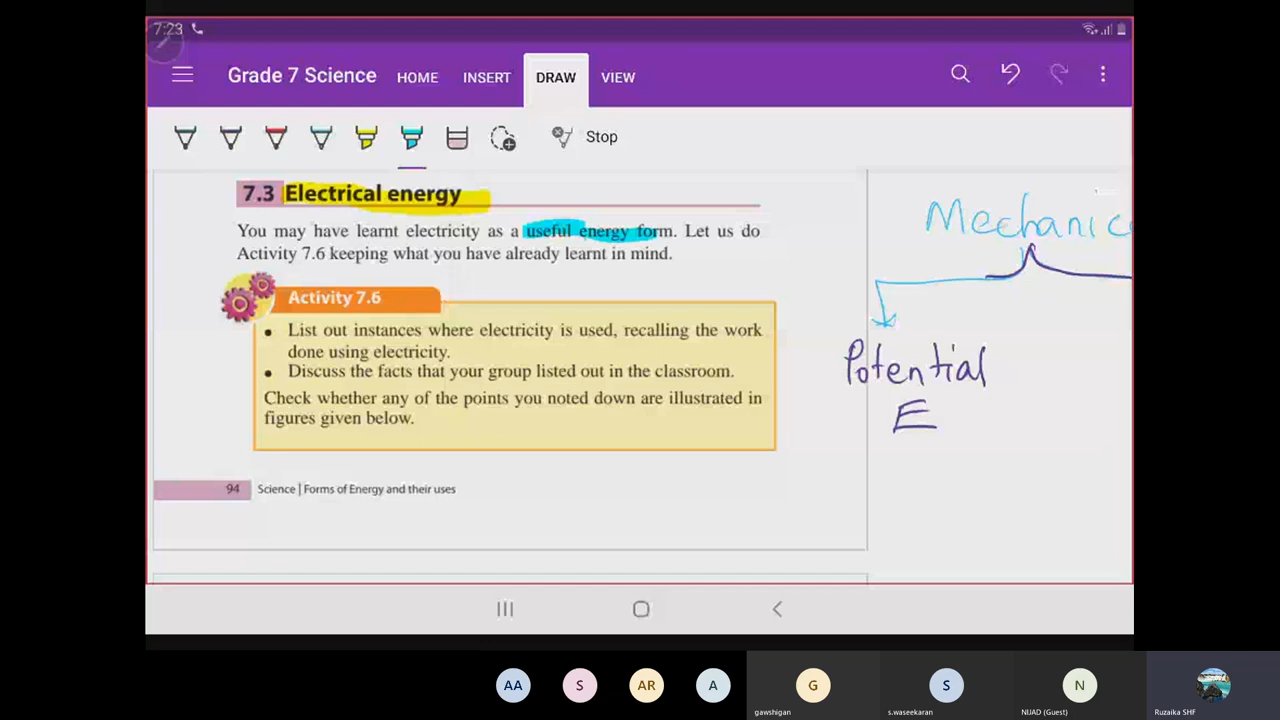 7:23
Grade 7 Science HOME INSERT DRAW VIEW
Stop
7.3 Electrical energy
You may have learnt electricity as a useful energy form. Let us do
Activity 7.6 keeping what you have already learnt in mind.
Activity 7.6
• List out instances where electricity is used, recalling the work
done using electricity.
• Discuss the facts that your group listed out in the classroom.
Check whether any of the points you noted down are illustrated in
figures given below.
94 Science | Forms of Energy and their uses
Mechanic
Potential
E
AA S AR A G S N
gawshigan s.waseekaran NIJAD (Guest) Ruzaika SHF